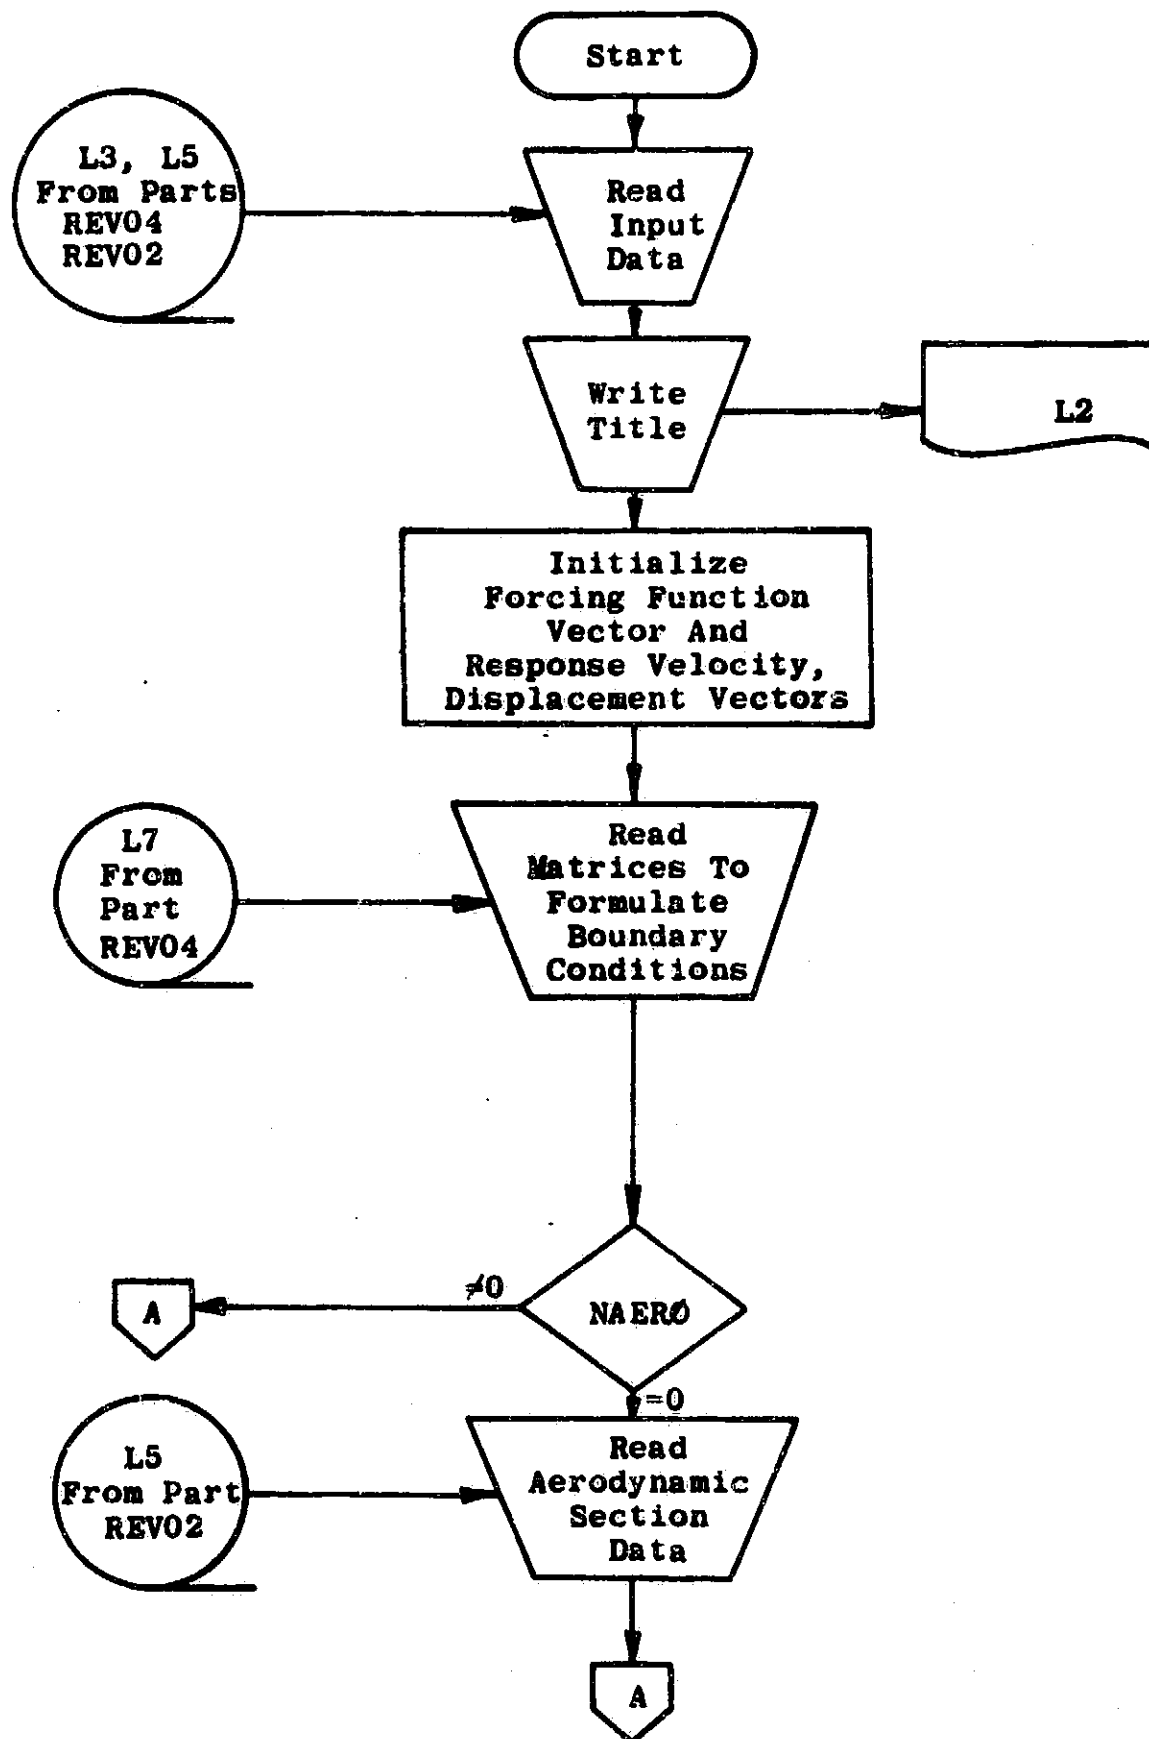 Start
L3, L5
From Parts
REV04
REV02
Read
Input
Data
Write
Title
L2
Initialize
Forcing Function
Vector And
Response Velocity,
Displacement Vectors
L7
From
Part
REV04
Read
Matrices To
Formulate
Boundary
Conditions
≠0
A
NAERØ
=0
L5
From Part
REV02
Read
Aerodynamic
Section
Data
A